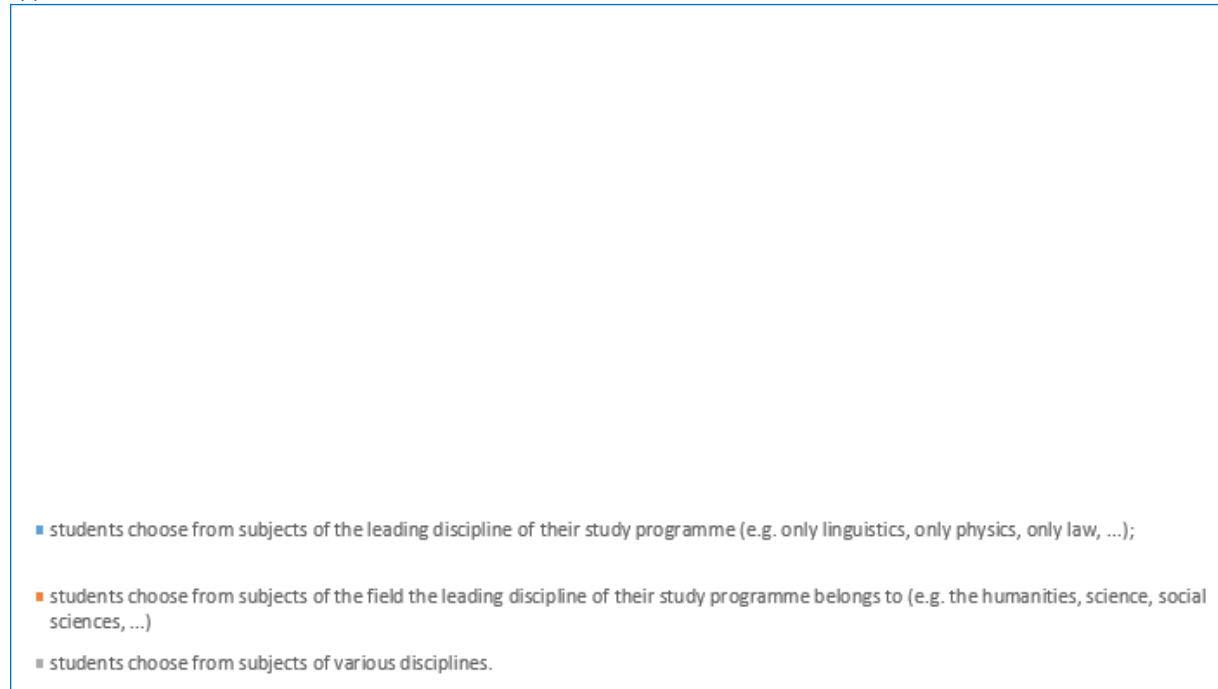 students choose from subjects of the leading discipline of their study programme (e.g. only linguistics, only physics, only law, ...);
students choose from subjects of the field the leading discipline of their study programme belongs to (e.g. the humanities, science, social
sciences, ...)
students choose from subjects of various disciplines.